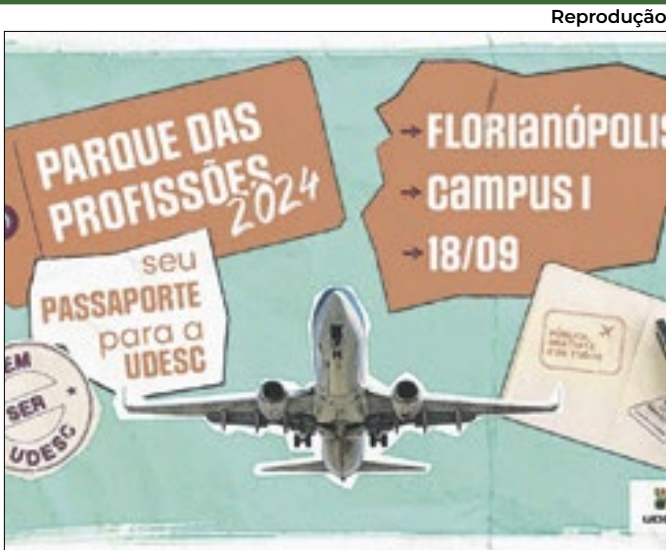 Reprodução
PARQUE DAS
PROFISSÕES
2024
seu
PASSAPORTE
para a
UDESC
→FLORIANÓPOLIS
→CAMPUS I
→18/09
EM
SER
UDESC